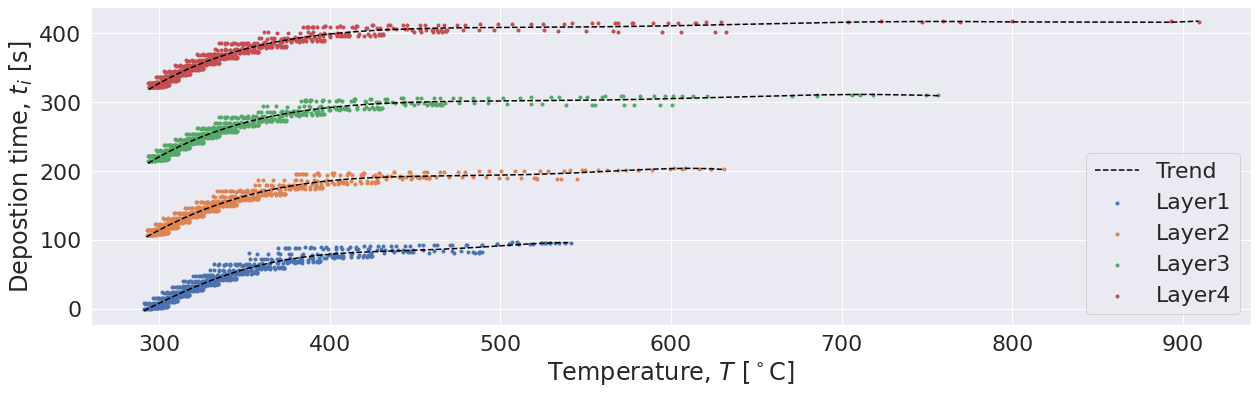 Depostion time, t_i [s]
400
300
200
100
0
300 400 500 600 700 800 900
Temperature, T [°C]
Trend
Layer1
Layer2
Layer3
Layer4